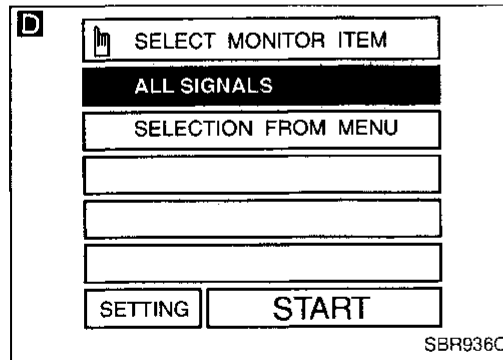 D
SELECT MONITOR ITEM
ALL SIGNALS
SELECTION FROM MENU
SETTING START
SBR936C